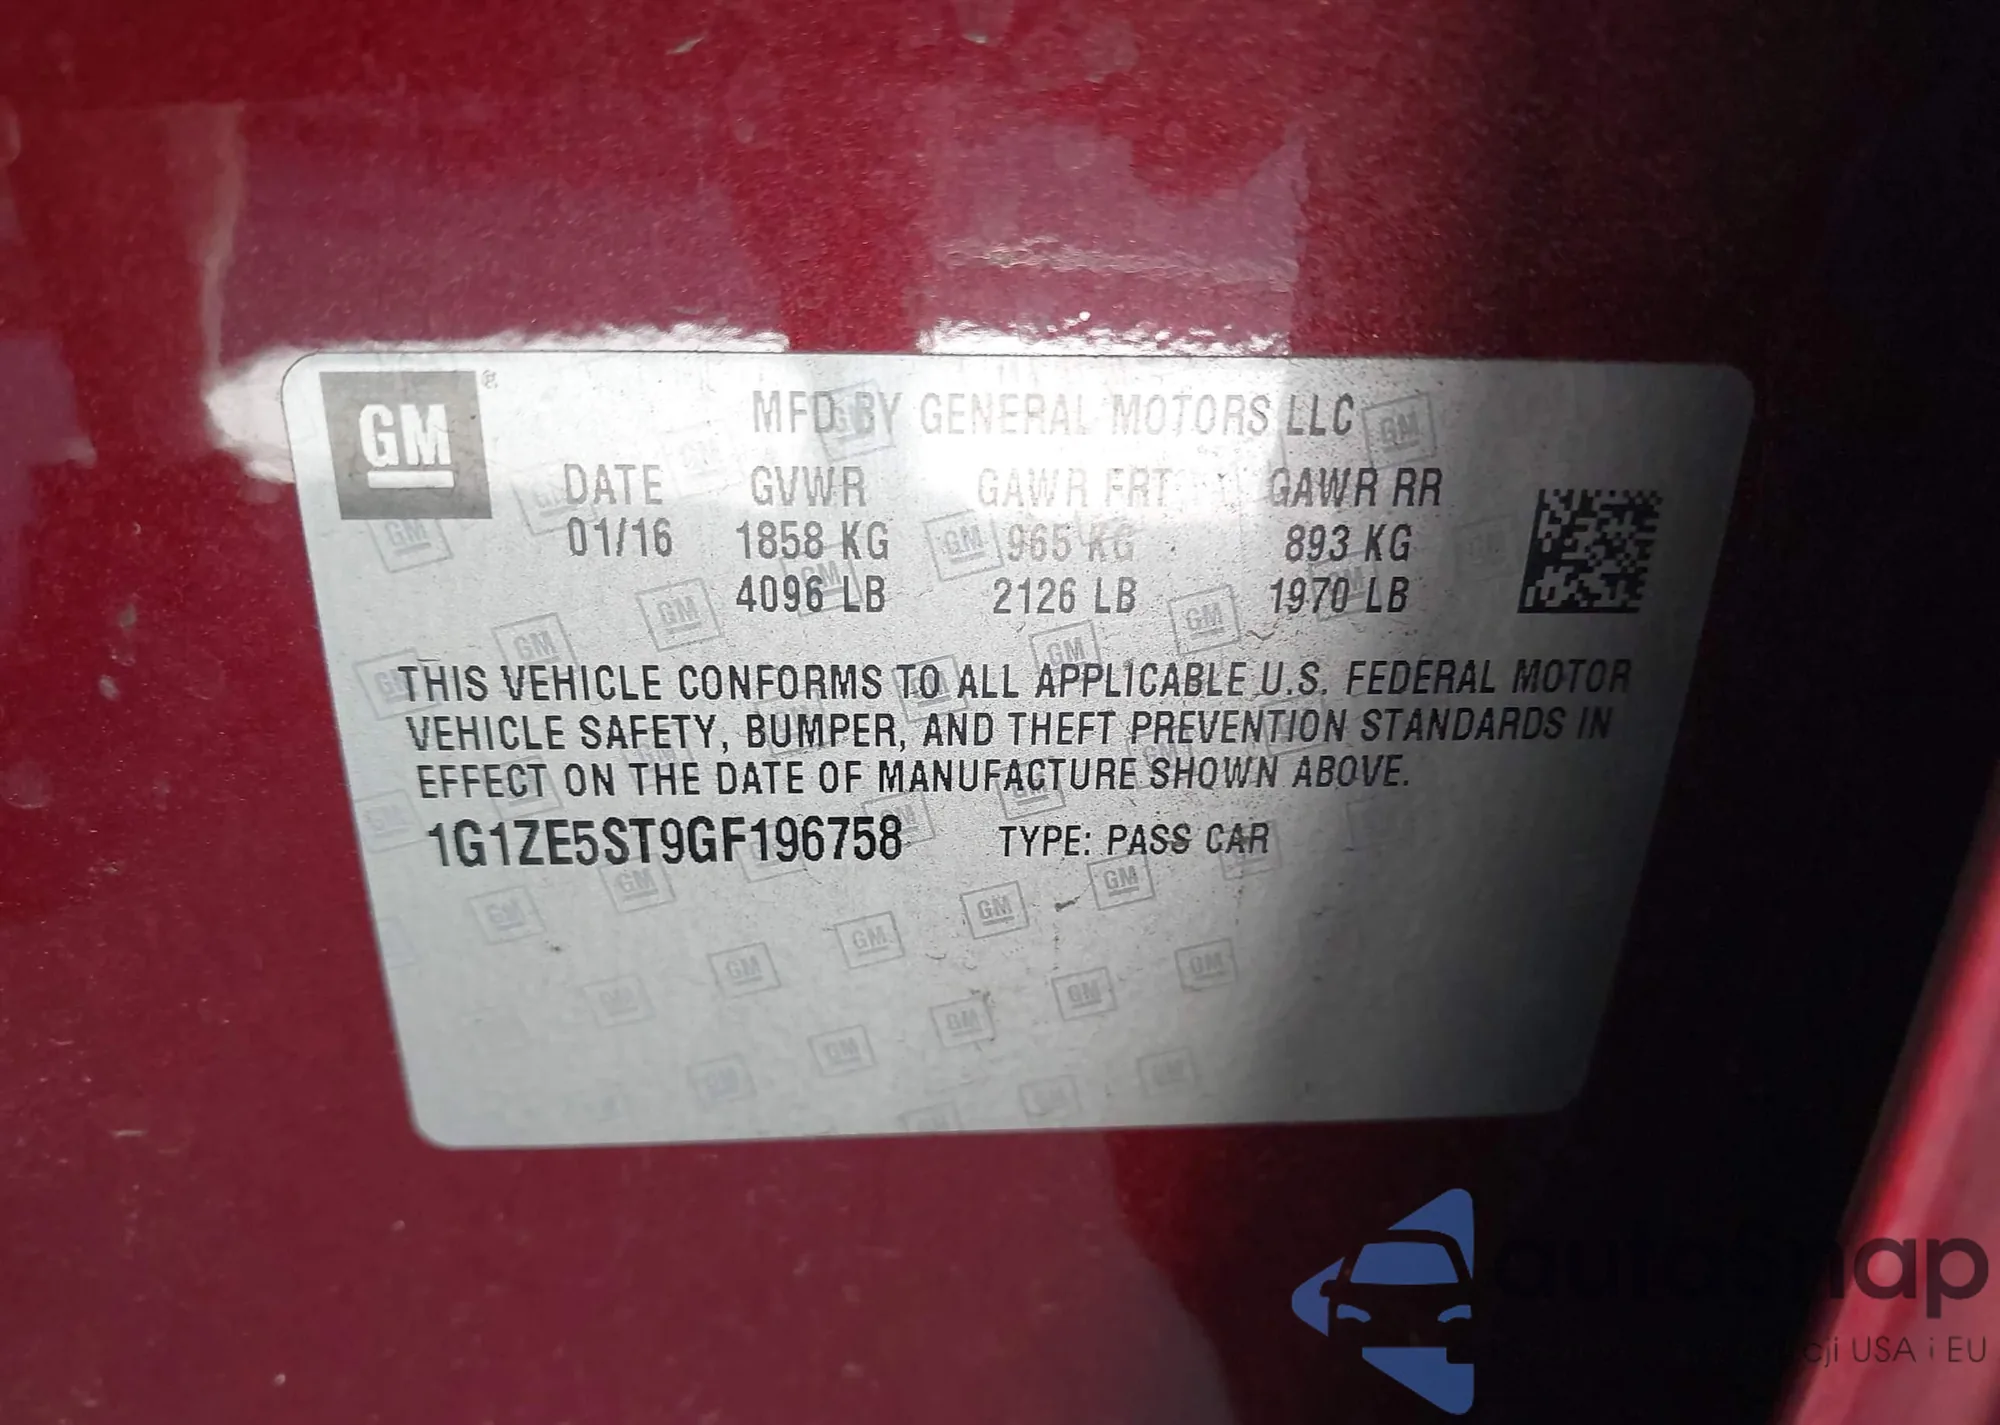 GM ®
MFD BY GENERAL MOTORS LLC
DATE GVWR GAWR FRT GAWR RR
01/16 1858 KG 965 KG 893 KG
4096 LB 2126 LB 1970 LB
THIS VEHICLE CONFORMS TO ALL APPLICABLE U.S. FEDERAL MOTOR
VEHICLE SAFETY, BUMPER, AND THEFT PREVENTION STANDARDS IN
EFFECT ON THE DATE OF MANUFACTURE SHOWN ABOVE.
1G1ZE5ST9GF196758 TYPE: PASS CAR
USA i EU